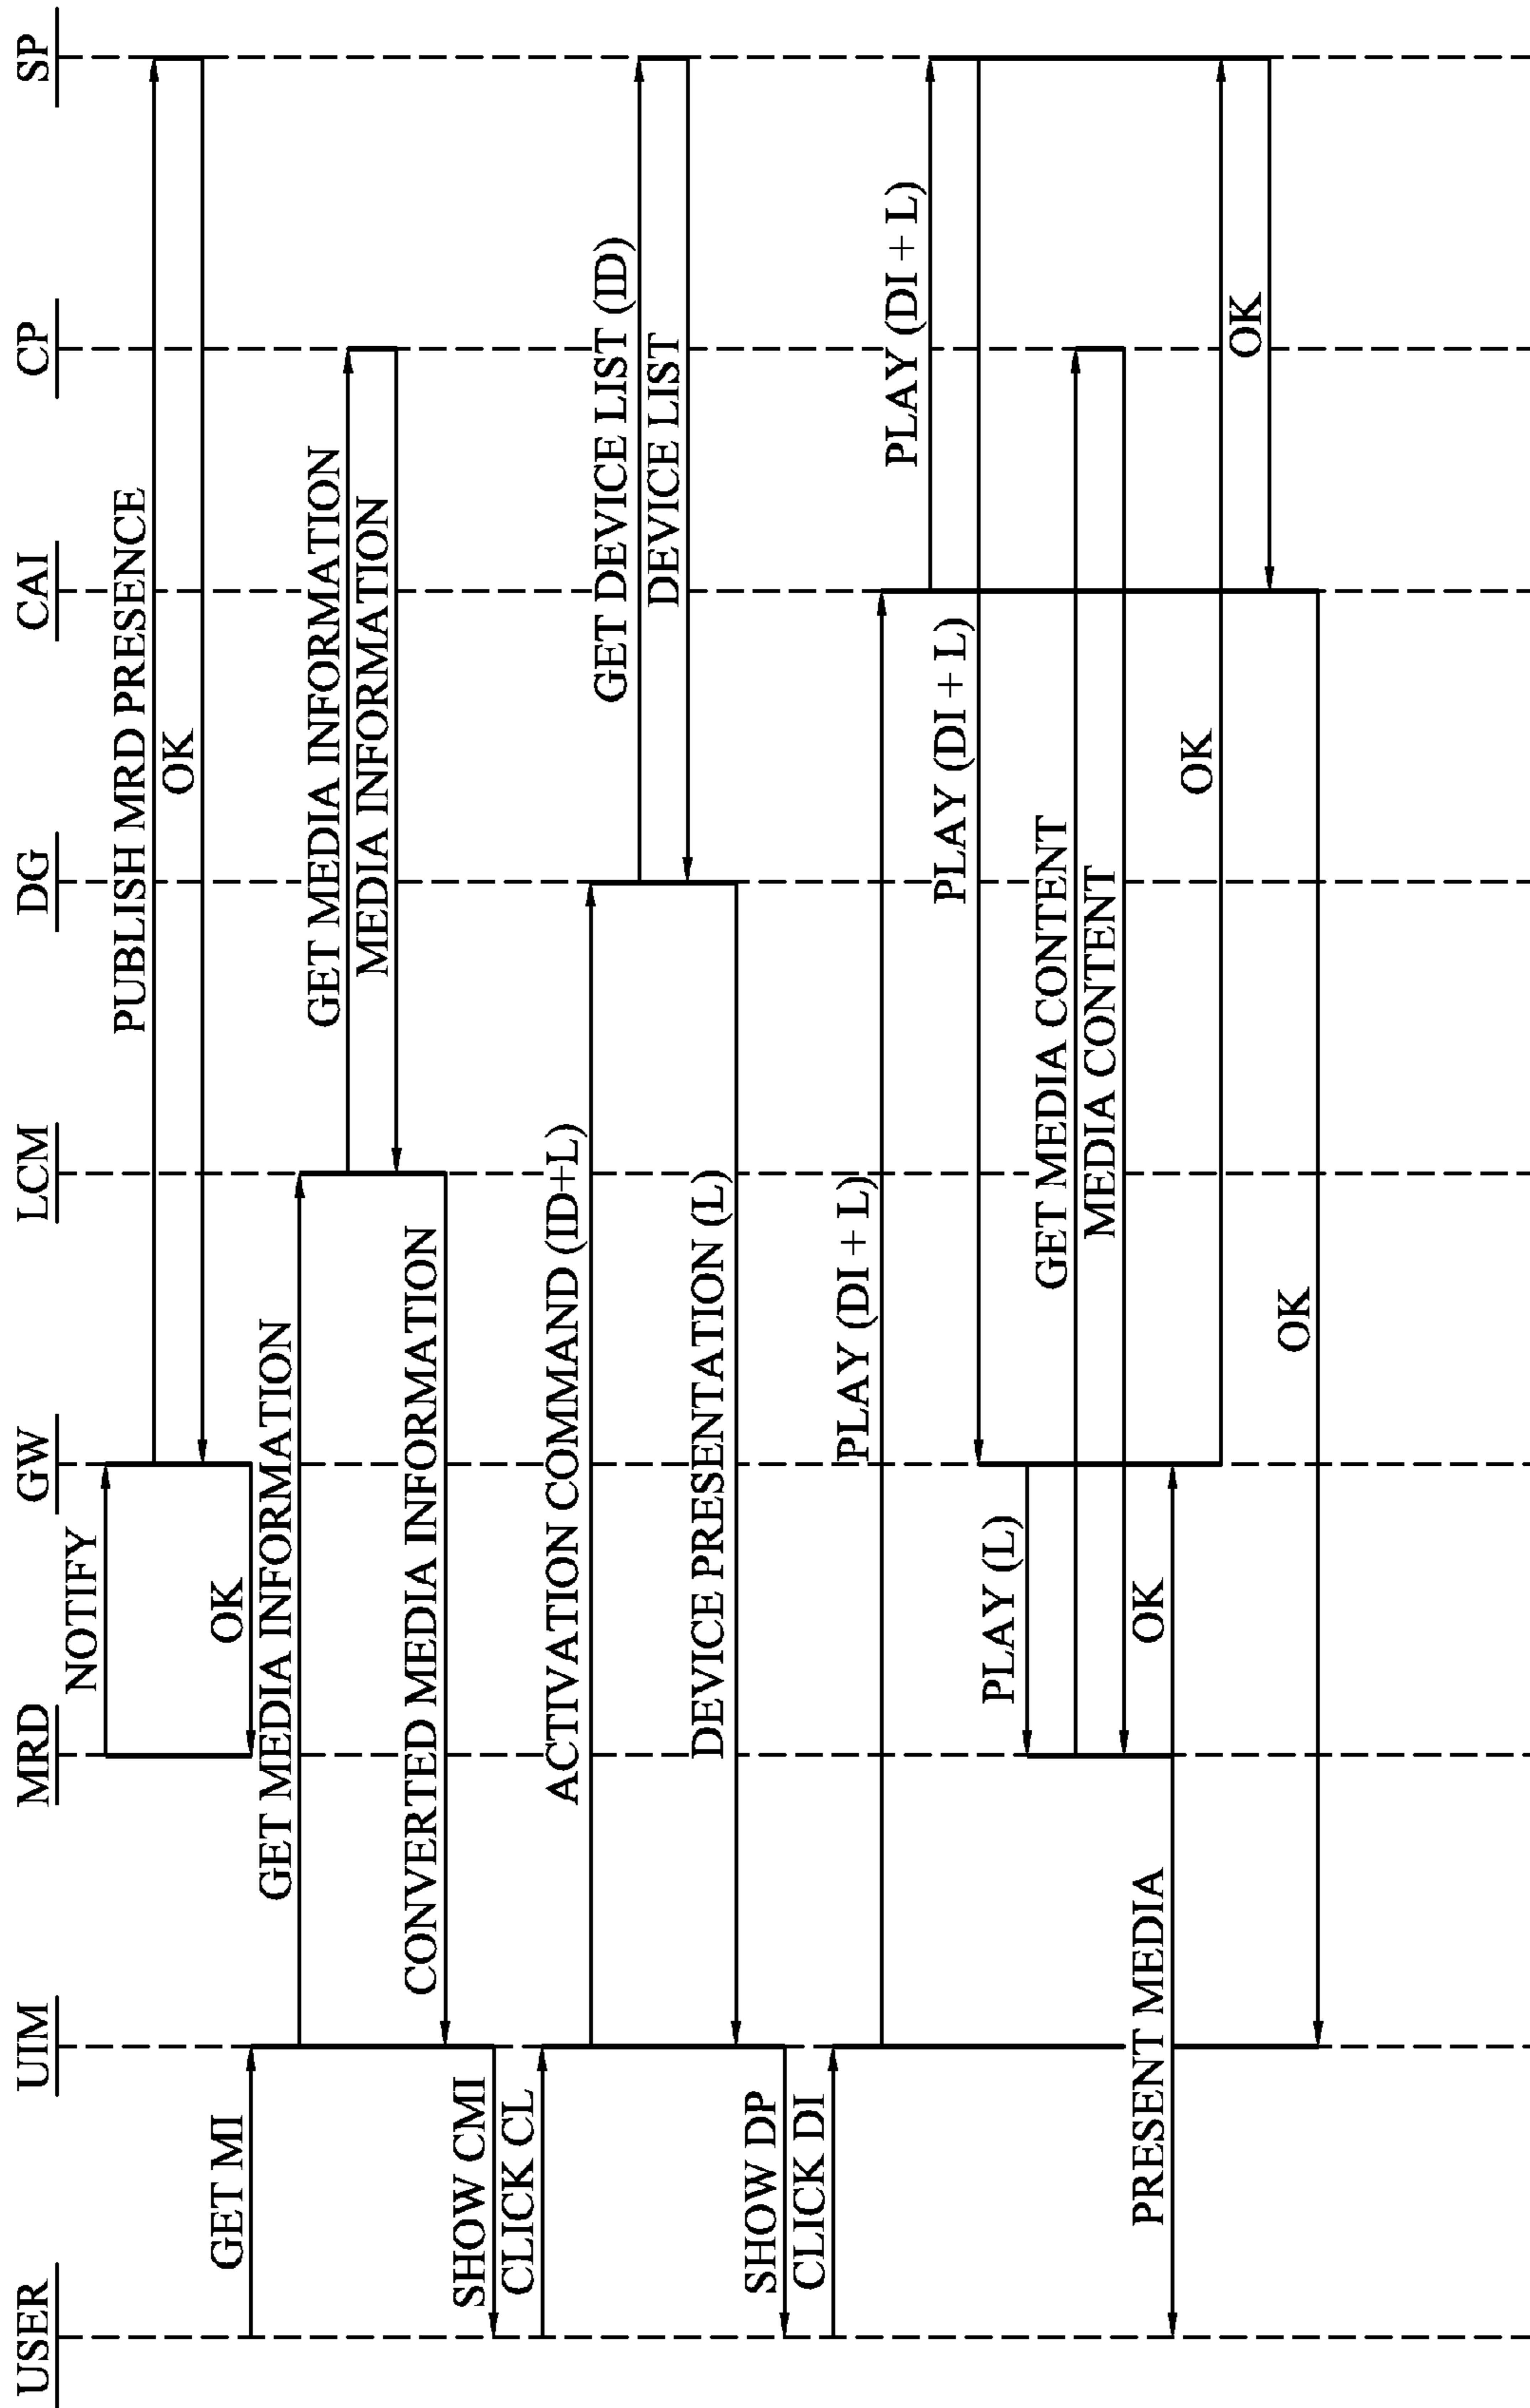 USER
UIM
MRD
GW
LCM
DG
CAI
CP
SP
NOTIFY
PUBLISH MRD PRESENCE
OK
OK
GET MI
GET MEDIA INFORMATION
GET MEDIA INFORMATION
MEDIA INFORMATION
CONVERTED MEDIA INFORMATION
SHOW CMI
CLICK CL
ACTIVATION COMMAND (ID+L)
GET DEVICE LIST (ID)
DEVICE LIST
DEVICE PRESENTATION (L)
SHOW DP
CLICK DI
PLAY (DI + L)
PLAY (DI + L)
PLAY (DI + L)
PLAY (L)
GET MEDIA CONTENT
MEDIA CONTENT
PRESENT MEDIA
OK
OK
OK
OK